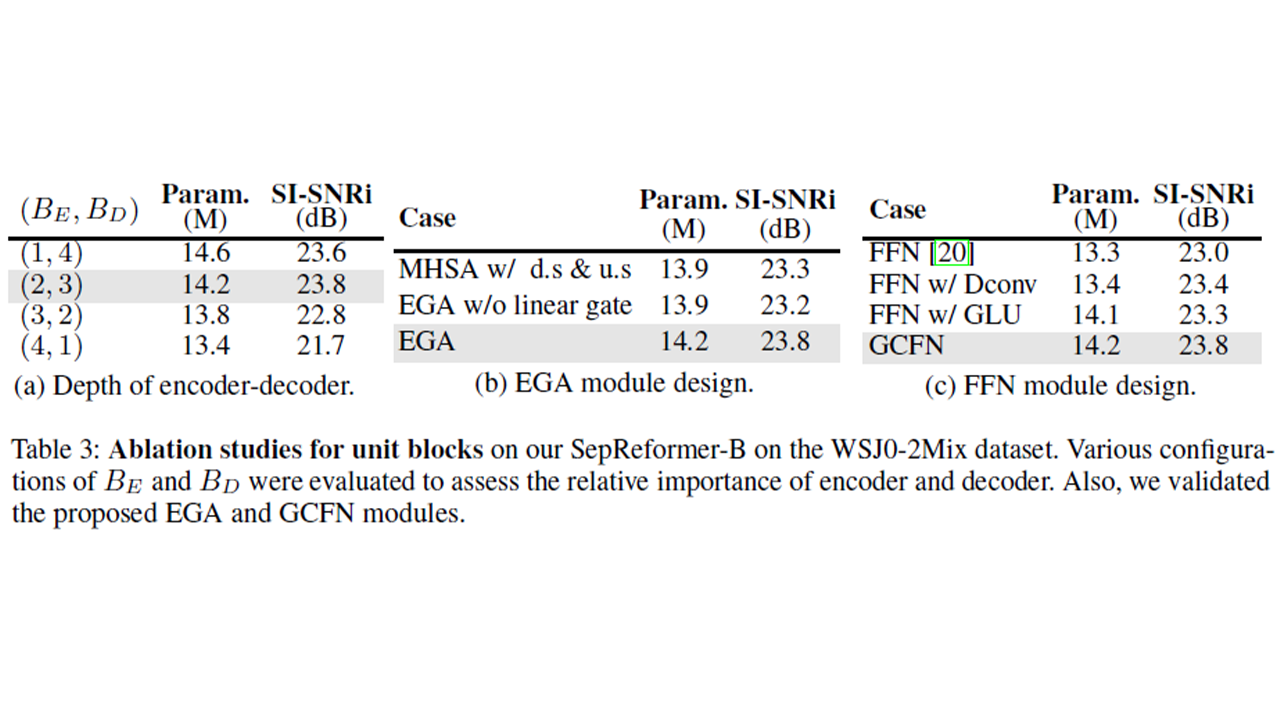 (B_E, B_D) Param. (M) SI-SNRi (dB)
(1, 4) 14.6 23.6
(2, 3) 14.2 23.8
(3, 2) 13.8 22.8
(4, 1) 13.4 21.7
(a) Depth of encoder-decoder.
Case Param. (M) SI-SNRi (dB)
MHSA w/ d.s & u.s 13.9 23.3
EGA w/o linear gate 13.9 23.2
EGA 14.2 23.8
(b) EGA module design.
Case Param. (M) SI-SNRi (dB)
FFN [20] 13.3 23.0
FFN w/ Dconv 13.4 23.4
FFN w/ GLU 14.1 23.3
GCFN 14.2 23.8
(c) FFN module design.
Table 3: Ablation studies for unit blocks on our SepReformer-B on the WSJ0-2Mix dataset. Various configura-
tions of B_E and B_D were evaluated to assess the relative importance of encoder and decoder. Also, we validated
the proposed EGA and GCFN modules.